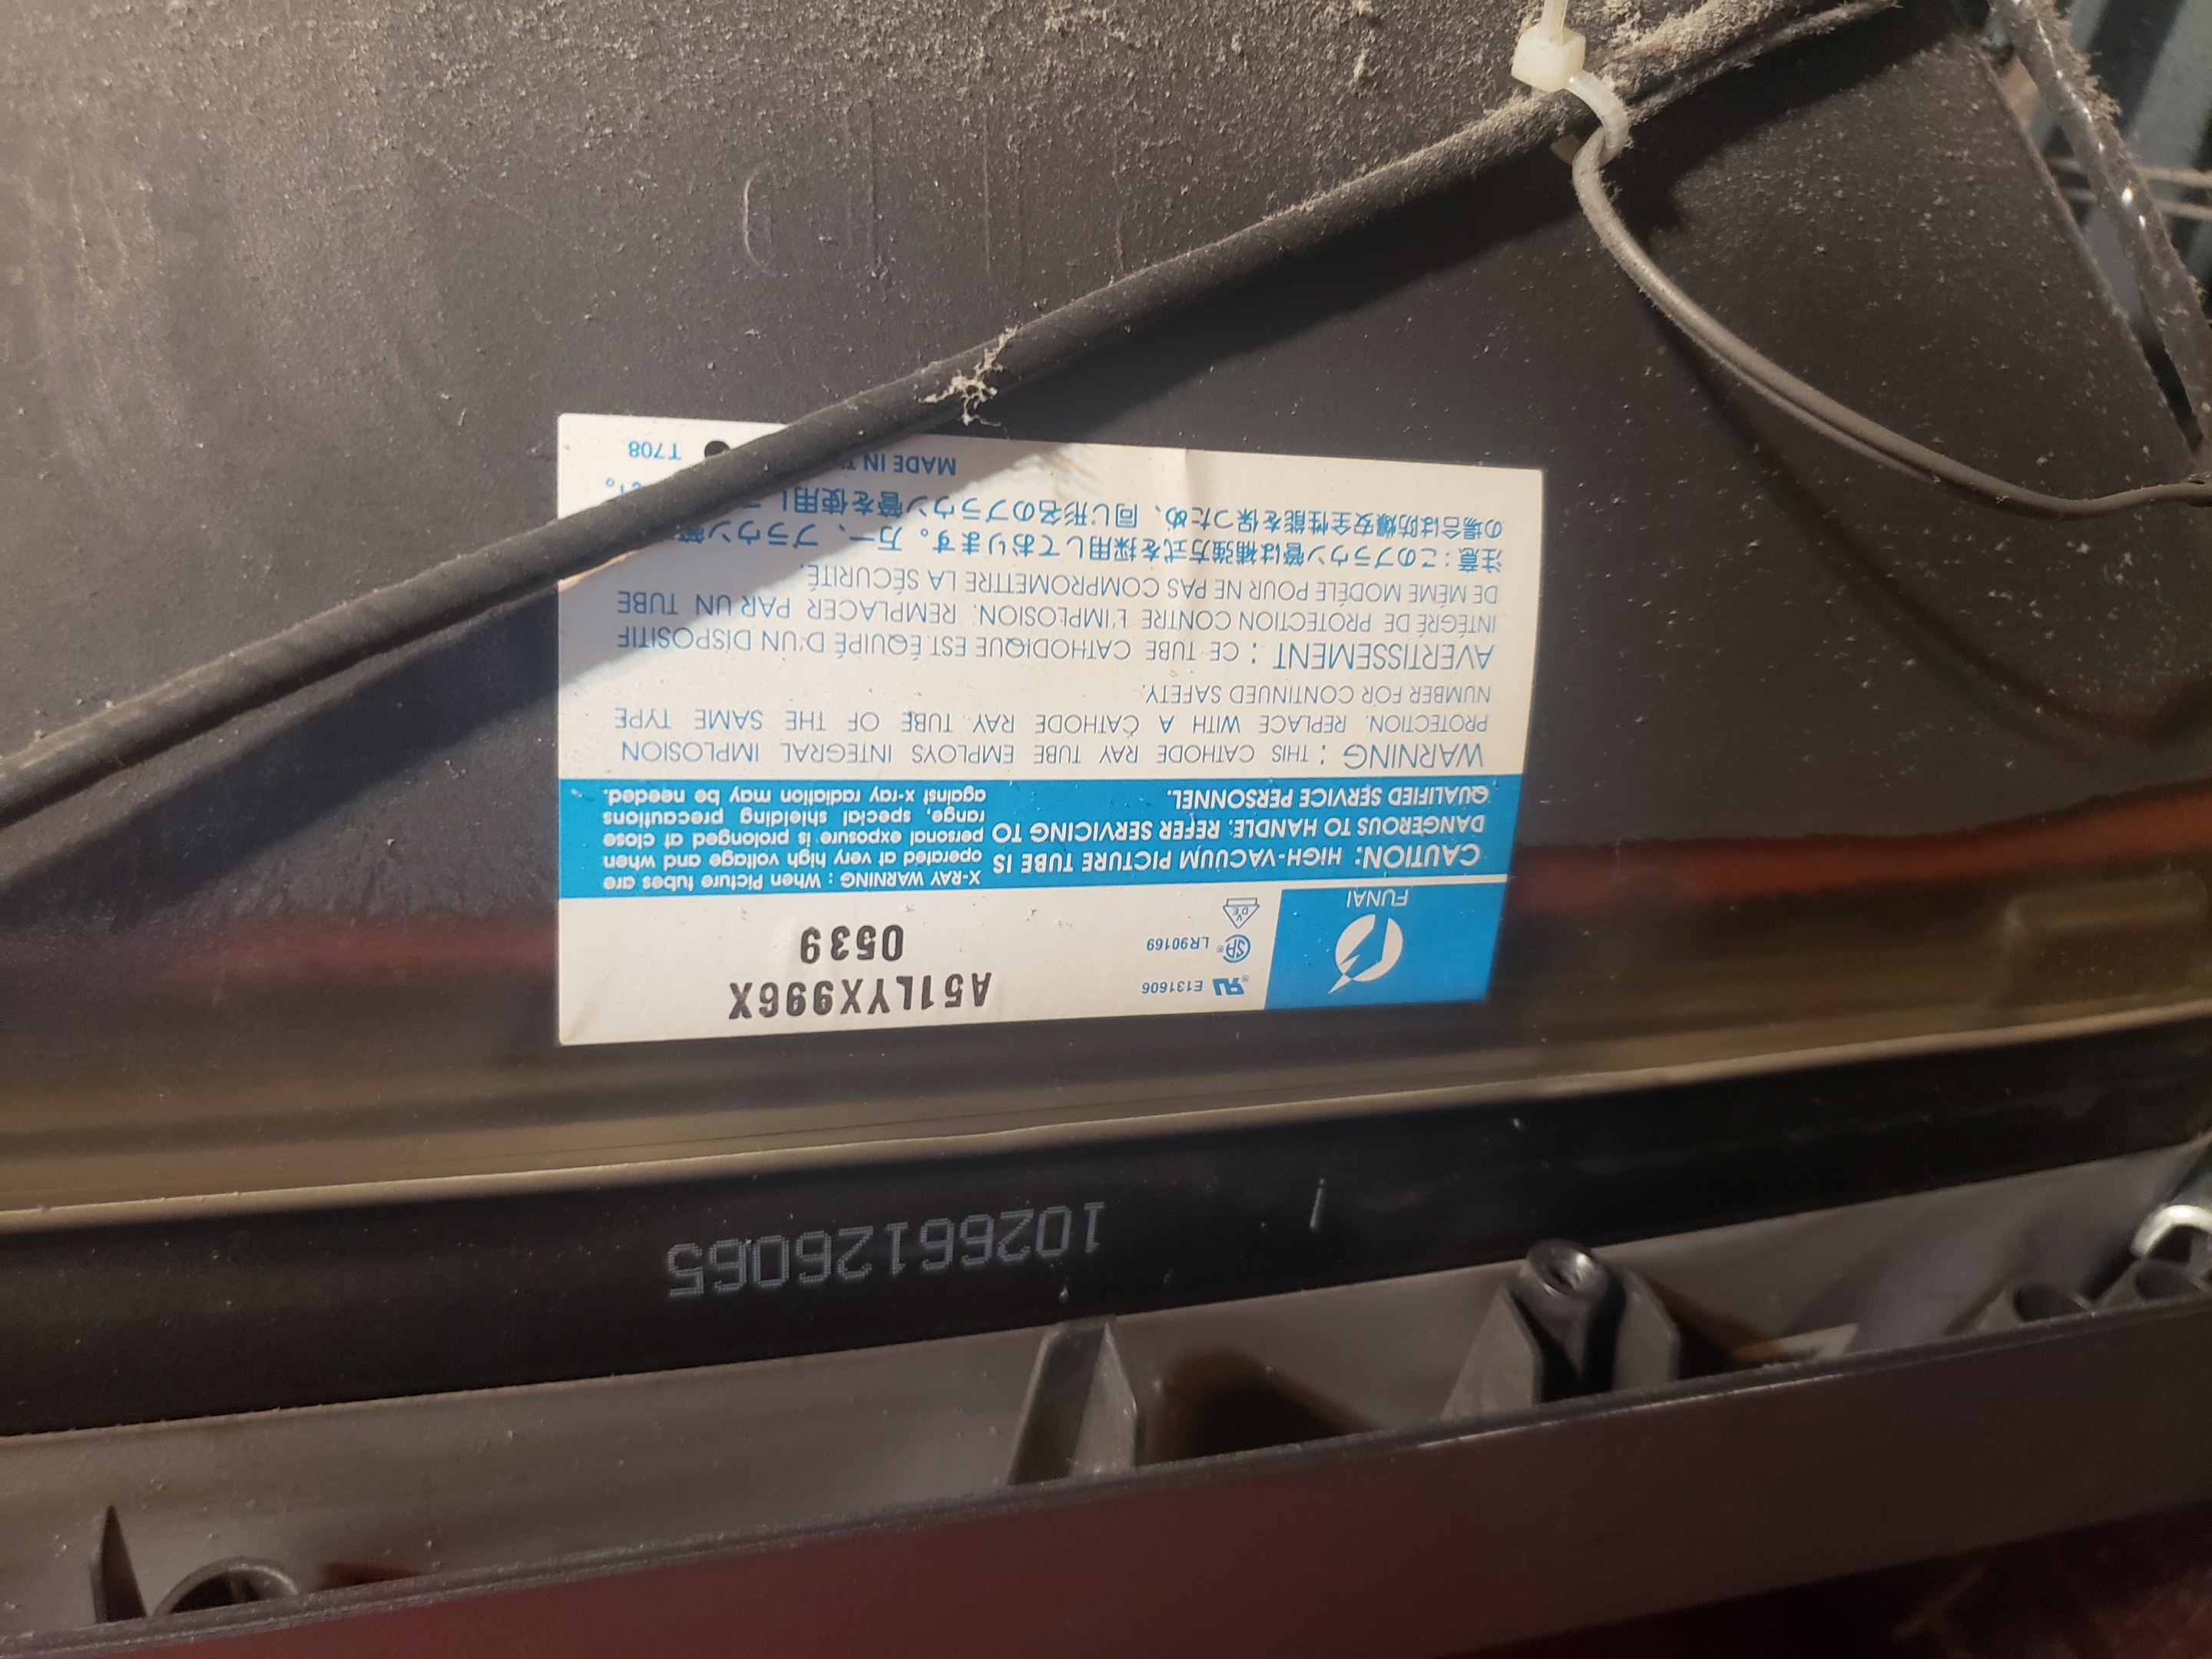 FUNAI
E131606
LR90169
VDE
A51LYX996X
0539
CAUTION: HIGH-VACUUM PICTURE TUBE IS
DANGEROUS TO HANDLE. REFER SERVICING TO
QUALIFIED SERVICE PERSONNEL.
X-RAY WARNING : When Picture tubes are
operated at very high voltage and when
personal exposure is prolonged at close
range, special shielding precautions
against x-ray radiation may be needed.
WARNING : THIS CATHODE RAY TUBE EMPLOYS INTEGRAL IMPLOSION
PROTECTION. REPLACE WITH A CATHODE RAY TUBE OF THE SAME TYPE
NUMBER FOR CONTINUED SAFETY.
AVERTISSEMENT : CE TUBE CATHODIQUE EST ÉQUIPÉ D'UN DISPOSITIF
INTÉGRÉ DE PROTECTION CONTRE L'IMPLOSION. REMPLACER PAR UN TUBE
DE MÊME MODÈLE POUR NE PAS COMPROMETTRE LA SÉCURITÉ.
注意：このブラウン管は補強方式を採用しております。万一、ブラウン管
の場合は防爆安全性能を保つため、同じ形名のブラウン管を使用し
MADE IN
T708
10266126065